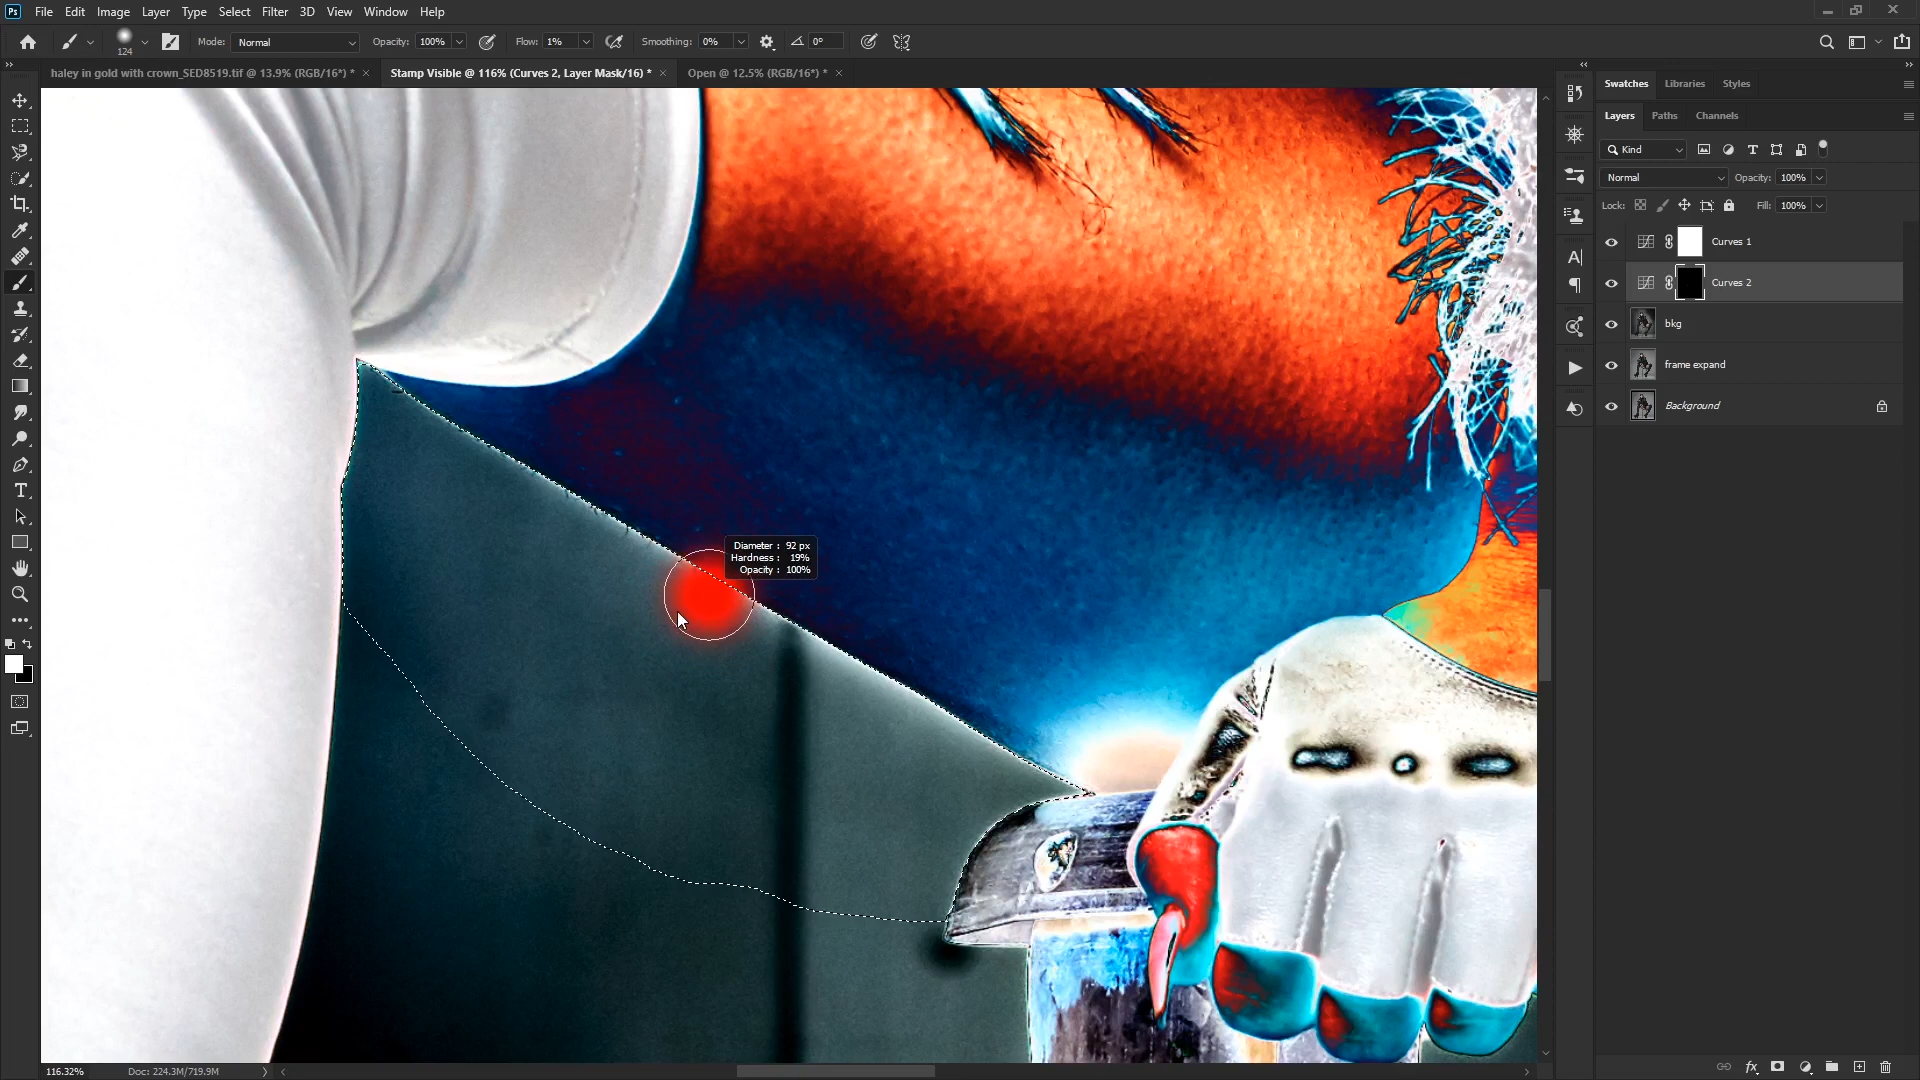 Ps File Edit Image Layer Type Select Filter 3D View Window Help
124 Mode: Normal Opacity: 100% Flow: 1% Smoothing: 0% 0°
haley in gold with crown_SED8519.tif @ 13.9% (RGB/16*) * × Stamp Visible @ 116% (Curves 2, Layer Mask/16) * × Open @ 12.5% (RGB/16*) * ×
Swatches Libraries Styles
Layers Paths Channels
Kind
Normal Opacity: 100%
Lock: Fill: 100%
Curves 1
Curves 2
bkg
frame expand
Background
Diameter : 92 px
Hardness : 19%
Opacity : 100%
116.32% Doc: 224.3M/719.9M